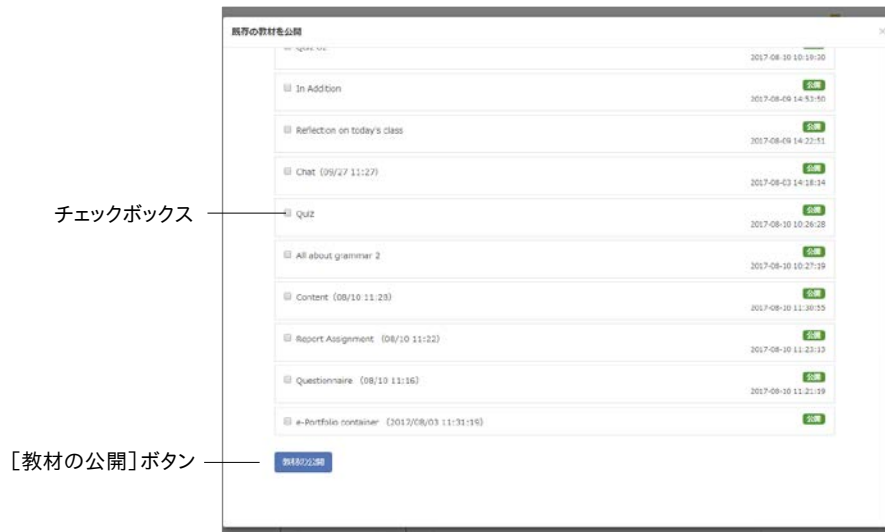 既存の教材を公開
×
2017-08-10 10:19:20
In Addition
公開
2017-08-09 14:53:50
Reflection on today's class
公開
2017-08-09 14:22:51
Chat (09/27 11:27)
公開
2017-08-03 14:18:14
チェックボックス
Quiz
公開
2017-08-10 10:26:28
All about grammar 2
公開
2017-08-10 10:27:19
Content (08/10 11:28)
公開
2017-08-10 11:30:55
Report Assignment (08/10 11:22)
公開
2017-08-10 11:23:13
Questionnaire (08/10 11:16)
公開
2017-08-10 11:21:19
e-Portfolio container (2017/08/03 11:31:19)
公開
[教材の公開]ボタン
教材の公開